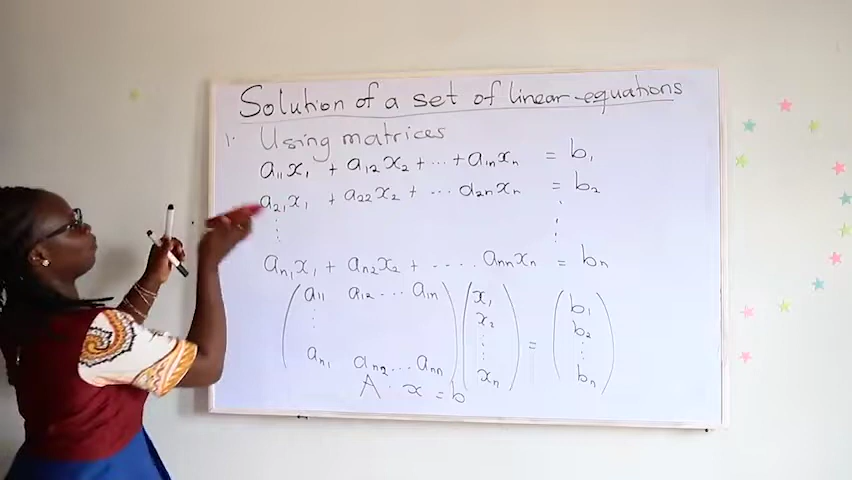 Solution of a set of linear equations
1. Using matrices
a₁₁x₁ + a₁₂x₂ + ... + a₁nxn = b₁
a₂₁x₁ + a₂₂x₂ + ... a₂nxn = b₂
⋮ ⋮
an₁x₁ + an₂x₂ + .... annxn = bn
(a₁₁ a₁₂ ... a₁n) (x₁) = (b₁)
⋮ x₂ b₂
⋮ ⋮
an₁ an₂ ... ann xn bn
A · x = b